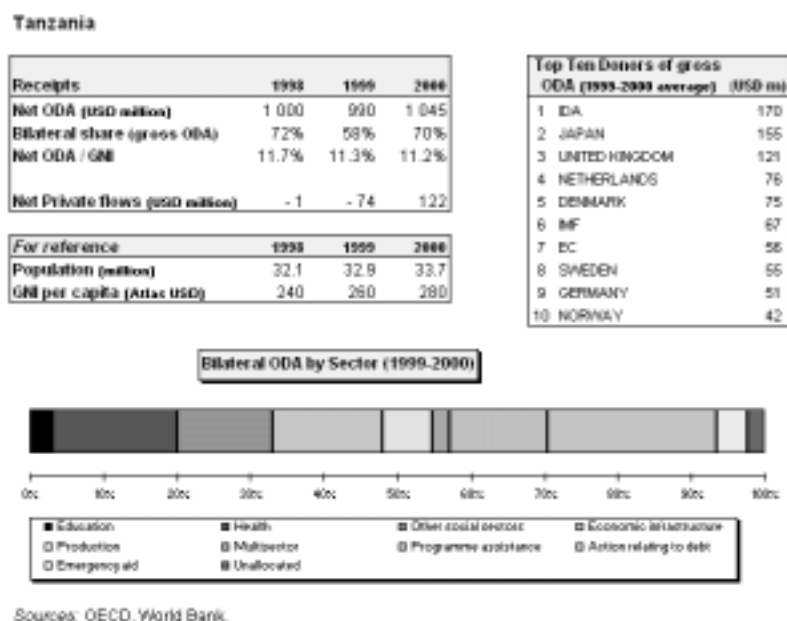 Tanzania
Receipts 1998 1999 2000
Net ODA (USD million) 1 000 990 1 045
Bilateral share (gross ODA) 72% 58% 70%
Net ODA / GNI 11.7% 11.3% 11.2%
Net Private flows (USD million) - 1 - 74 122
For reference 1998 1999 2000
Population (million) 32.1 32.9 33.7
GNI per capita (Atlas USD) 240 260 280
Top Ten Donors of gross
ODA (1999-2000 average) (USD m)
1 IDA 170
2 JAPAN 155
3 UNITED KINGDOM 121
4 NETHERLANDS 76
5 DENMARK 75
6 IMF 67
7 EC 56
8 SWEDEN 55
9 GERMANY 51
10 NORWAY 42
Bilateral ODA by Sector (1999-2000)
0% 10% 20% 30% 40% 50% 60% 70% 80% 90% 100%
Education Health Other social sectors Economic infrastructure
Production Multisector Programme assistance Action relating to debt
Emergency aid Unallocated
Sources: OECD, World Bank.